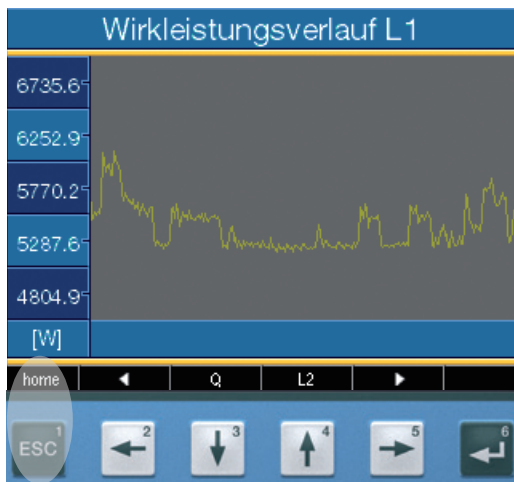 Wirkleistungsverlauf L1
6735.6
6252.9
5770.2
5287.6
4804.9
[W]
home Q L2
ESC 1 2 3 4 5 6